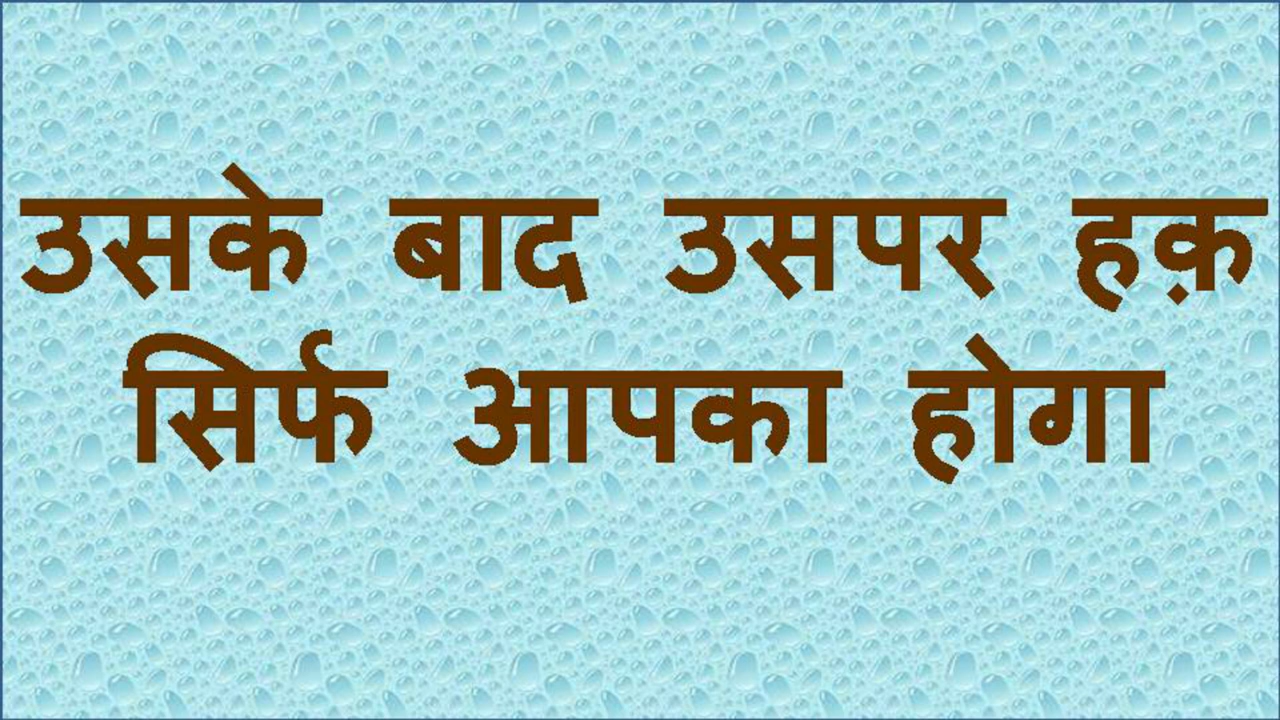 उसके बाद उसपर हक़
सिर्फ आपका होगा